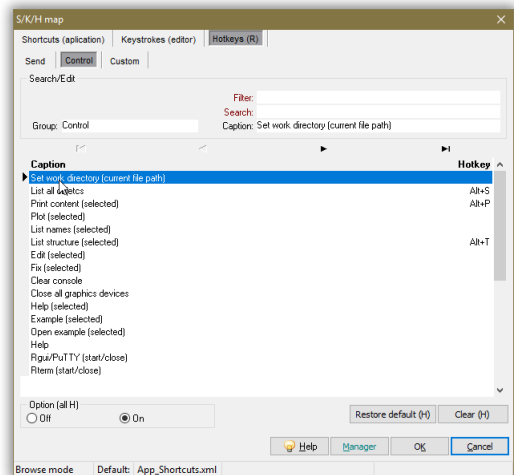 S/K/H map
Shortcuts (aplication) Keystrokes (editor) Hotkeys (R)
Send Control Custom
Search/Edit
Filter:
Search:
Group: Control Caption: Set work directory (current file path)
Caption Hotkey
Set work directory (current file path)
List all objetcs Alt+S
Print content (selected) Alt+P
Plot (selected)
List names (selected)
List structure (selected) Alt+T
Edit (selected)
Fix (selected)
Clear console
Close all graphics devices
Help (selected)
Example (selected)
Open example (selected)
Help
Rgui/PuTTY (start/close)
Rterm (start/close)
Option (all H)
Off On Restore default (H) Clear (H)
Help Manager OK Cancel
Browse mode Default: App_Shortcuts.xml